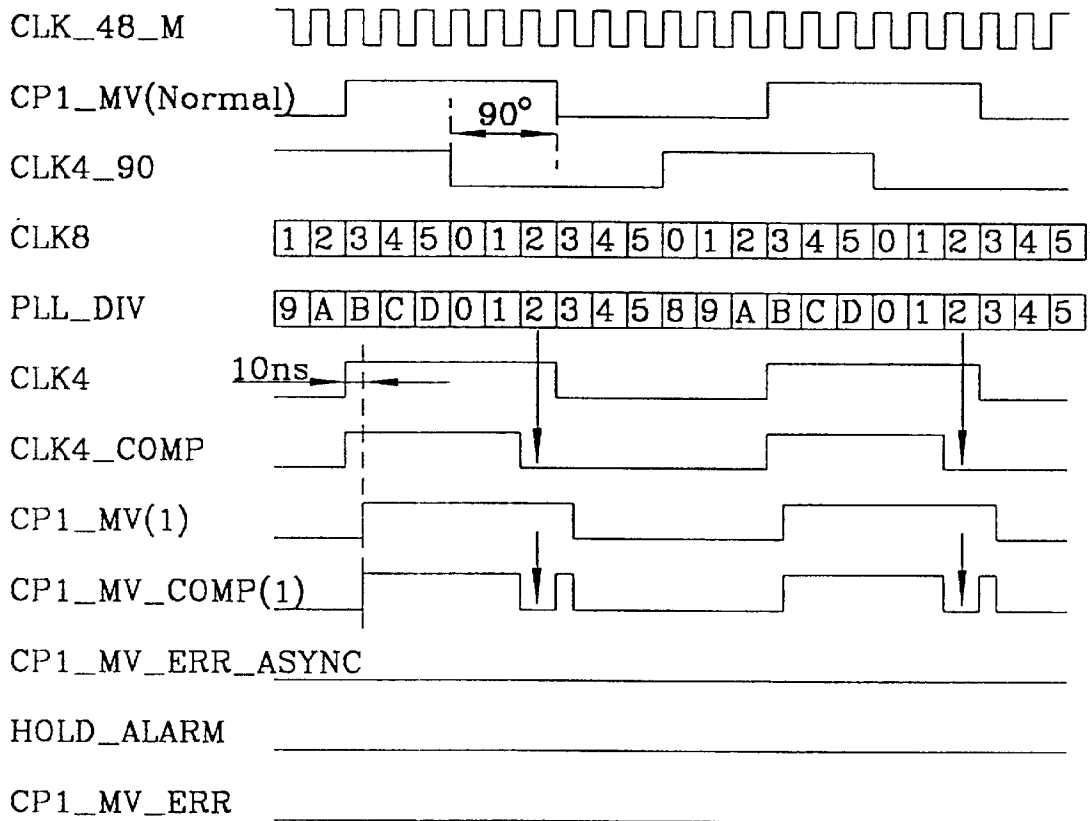 CLK_48_M
CP1_MV(Normal)
90°
CLK4_90
CLK8 1 2 3 4 5 0 1 2 3 4 5 0 1 2 3 4 5 0 1 2 3 4 5
PLL_DIV 9 A B C D 0 1 2 3 4 5 8 9 A B C D 0 1 2 3 4 5
10ns
CLK4
CLK4_COMP
CP1_MV(1)
CP1_MV_COMP(1)
CP1_MV_ERR_ASYNC
HOLD_ALARM
CP1_MV_ERR